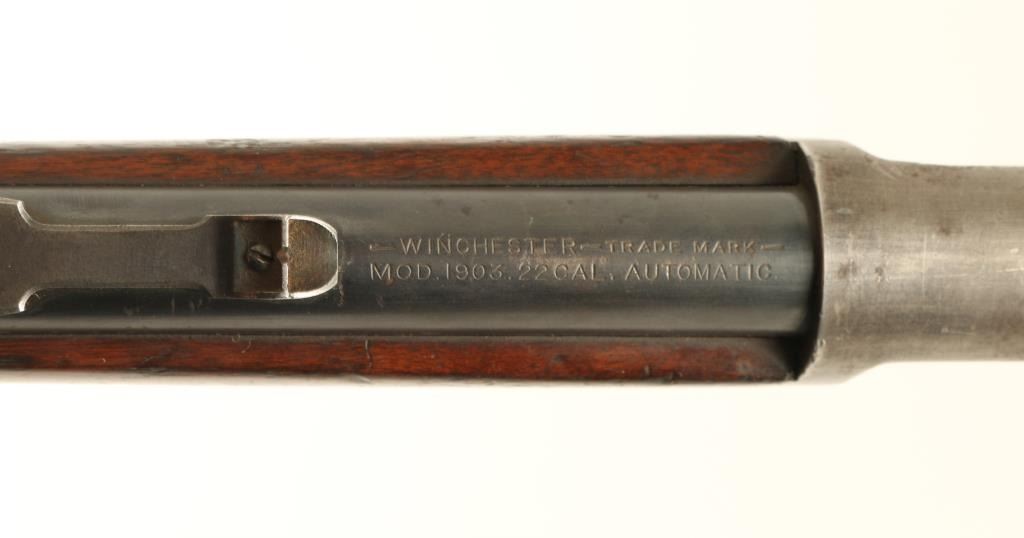 WINCHESTER TRADE MARK
MOD. 1903. 22 CAL. AUTOMATIC.